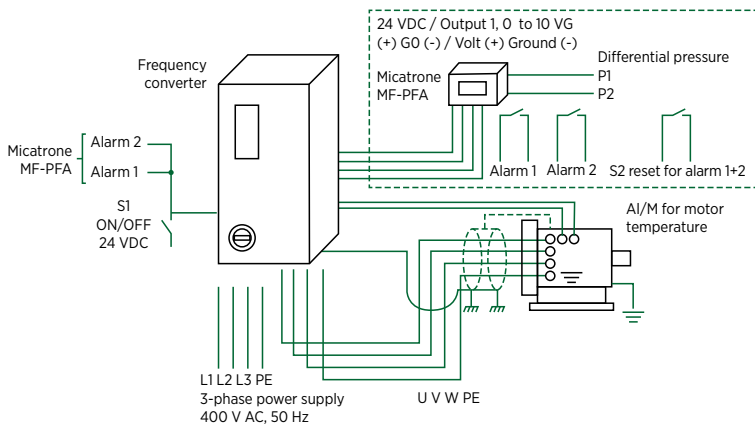 24 VDC / Output 1, 0 to 10 VG
(+) G0 (-) / Volt (+) Ground (-)
Differential pressure
P1
P2
Micatrone
MF-PFA
Frequency
converter
Alarm 1
Alarm 2
S2 reset for alarm 1+2
Micatrone
MF-PFA
Alarm 2
Alarm 1
S1
ON/OFF
24 VDC
AI/M for motor
temperature
L1 L2 L3 PE
3-phase power supply
400 V AC, 50 Hz
U V W PE